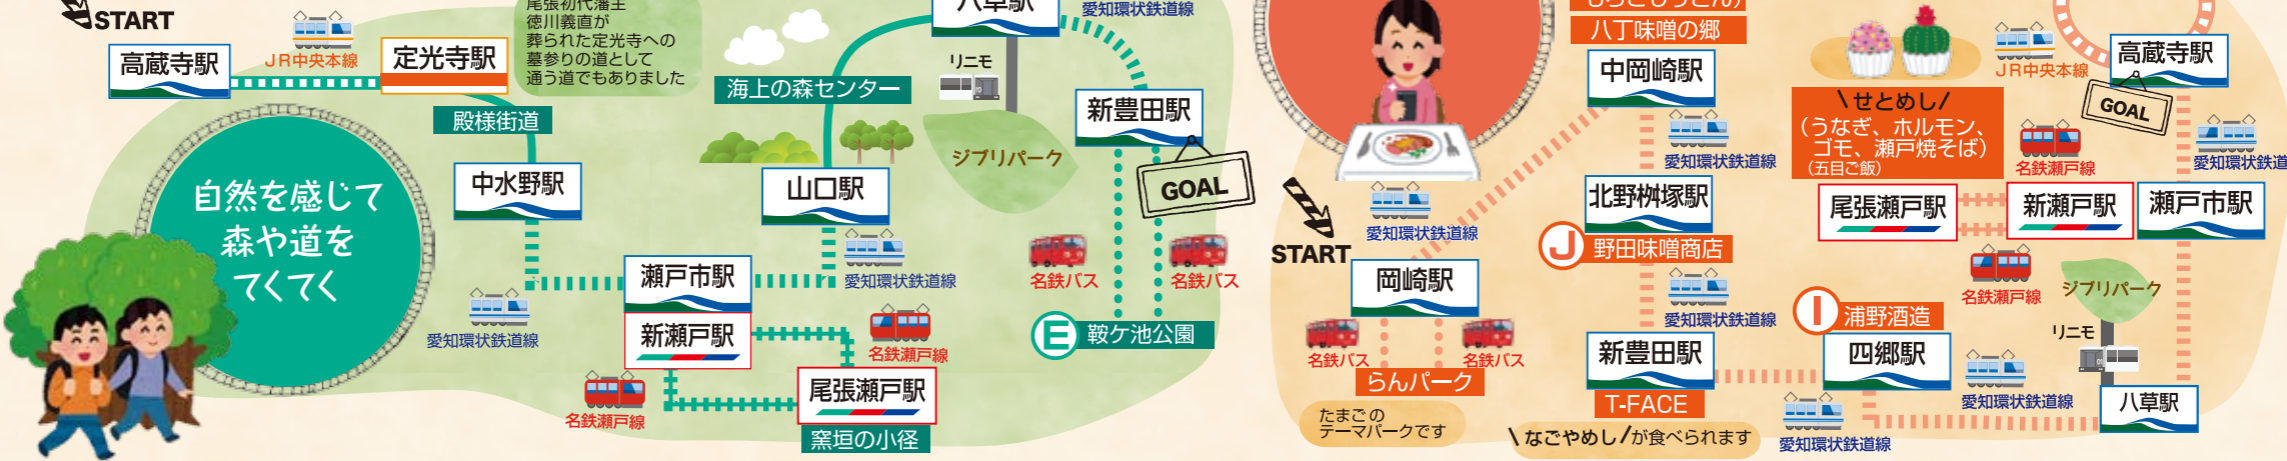 START
高蔵寺駅
JR中央本線
定光寺駅
尾張初代藩主
徳川義直が
葬られた定光寺への
墓参りの道として
通う道でもありました
殿様街道
自然を感じて
森や道を
てくてく
中水野駅
愛知環状鉄道線
瀬戸市駅
新瀬戸駅
名鉄瀬戸線
名鉄瀬戸線
尾張瀬戸駅
窯垣の小径
愛知環状鉄道線
山口駅
海上の森センター
八草駅
愛知環状鉄道線
リニモ
ジブリパーク
新豊田駅
GOAL
名鉄バス
名鉄バス
E 鞍ケ池公園
START
岡崎駅
愛知環状鉄道線
名鉄バス
名鉄バス
らんパーク
たまごの
テーマパークです
八丁味噌の郷
中岡崎駅
愛知環状鉄道線
北野桝塚駅
J 野田味噌商店
愛知環状鉄道線
新豊田駅
T-FACE
\なごやめし/が食べられます
愛知環状鉄道線
I 浦野酒造
四郷駅
愛知環状鉄道線
八草駅
リニモ
ジブリパーク
\せとめし/
(うなぎ、ホルモン、
ゴモ、瀬戸焼そば)
(五目ご飯)
尾張瀬戸駅
名鉄瀬戸線
名鉄瀬戸線
新瀬戸駅
瀬戸市駅
愛知環状鉄道
JR中央本線
高蔵寺駅
GOAL